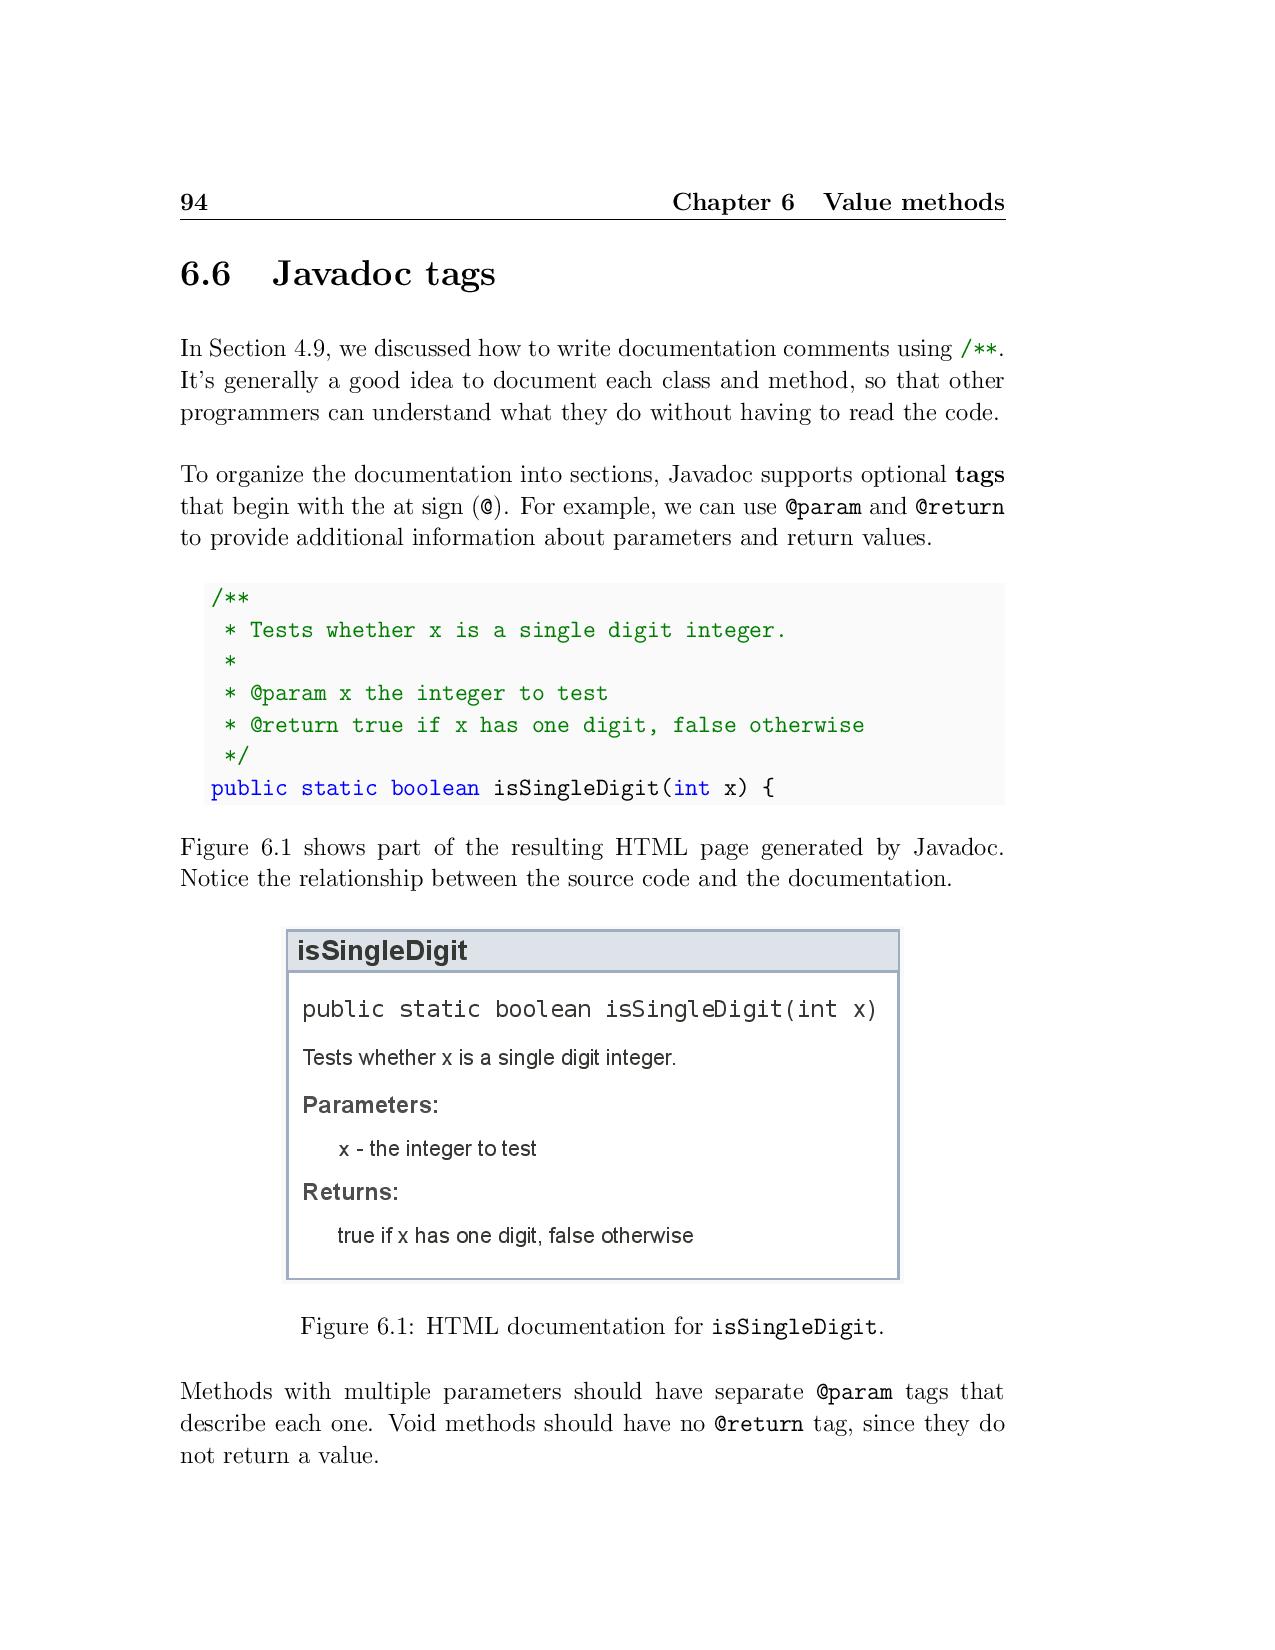 94 Chapter 6 Value methods
6.6 Javadoc tags
In Section 4.9, we discussed how to write documentation comments using /**.
It's generally a good idea to document each class and method, so that other
programmers can understand what they do without having to read the code.
To organize the documentation into sections, Javadoc supports optional tags
that begin with the at sign (@). For example, we can use @param and @return
to provide additional information about parameters and return values.
/**
 * Tests whether x is a single digit integer.
 *
 * @param x the integer to test
 * @return true if x has one digit, false otherwise
 */
public static boolean isSingleDigit(int x) {
Figure 6.1 shows part of the resulting HTML page generated by Javadoc.
Notice the relationship between the source code and the documentation.
isSingleDigit
public static boolean isSingleDigit(int x)
Tests whether x is a single digit integer.
Parameters:
x - the integer to test
Returns:
true if x has one digit, false otherwise
Figure 6.1: HTML documentation for isSingleDigit.
Methods with multiple parameters should have separate @param tags that
describe each one. Void methods should have no @return tag, since they do
not return a value.